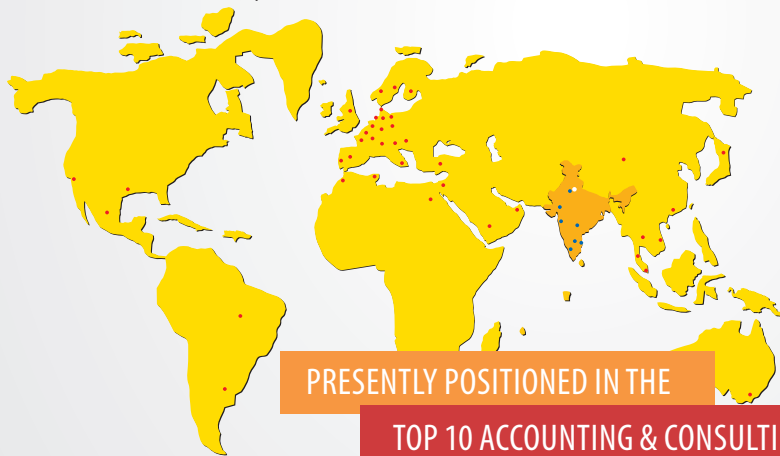 PRESENTLY POSITIONED IN THE
TOP 10 ACCOUNTING & CONSULTI